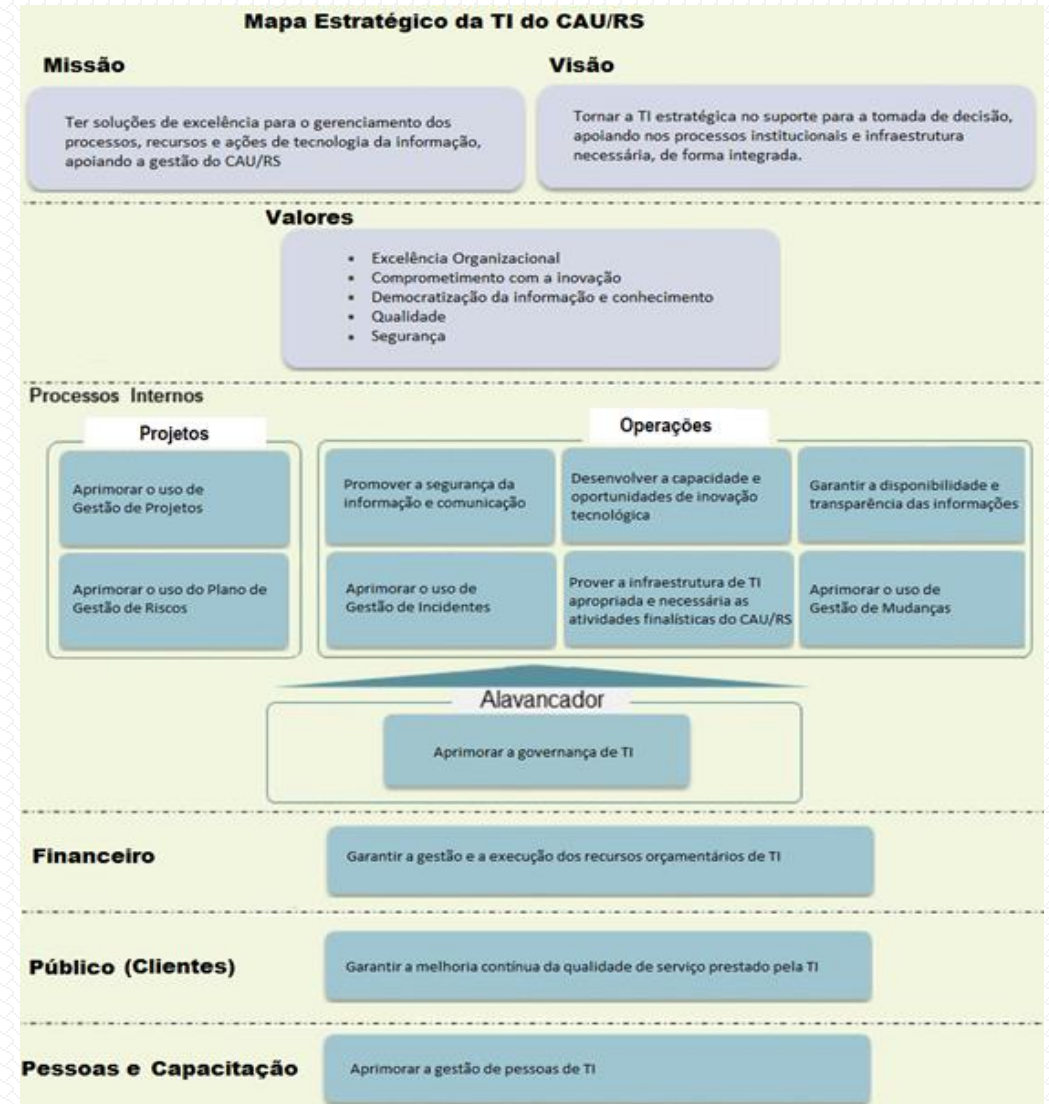 Mapa Estratégico da TI do CAU/RS
Missão
Ter soluções de excelência para o gerenciamento dos
processos, recursos e ações de tecnologia da informação,
apoiando a gestão do CAU/RS
Visão
Tornar a TI estratégica no suporte para a tomada de decisão,
apoiando nos processos institucionais e infraestrutura
necessária, de forma integrada.
Valores
• Excelência Organizacional
• Comprometimento com a inovação
• Democratização da informação e conhecimento
• Qualidade
• Segurança
Processos Internos
Projetos
Aprimorar o uso de
Gestão de Projetos
Aprimorar o uso do Plano de
Gestão de Riscos
Operações
Promover a segurança da
informação e comunicação
Desenvolver a capacidade e
oportunidades de inovação
tecnológica
Garantir a disponibilidade e
transparência das informações
Aprimorar o uso de
Gestão de Incidentes
Prover a infraestrutura de TI
apropriada e necessária as
atividades finalísticas do CAU/RS
Aprimorar o uso de
Gestão de Mudanças
Alavancador
Aprimorar a governança de TI
Financeiro
Garantir a gestão e a execução dos recursos orçamentários de TI
Público (Clientes)
Garantir a melhoria contínua da qualidade de serviço prestado pela TI
Pessoas e Capacitação
Aprimorar a gestão de pessoas de TI